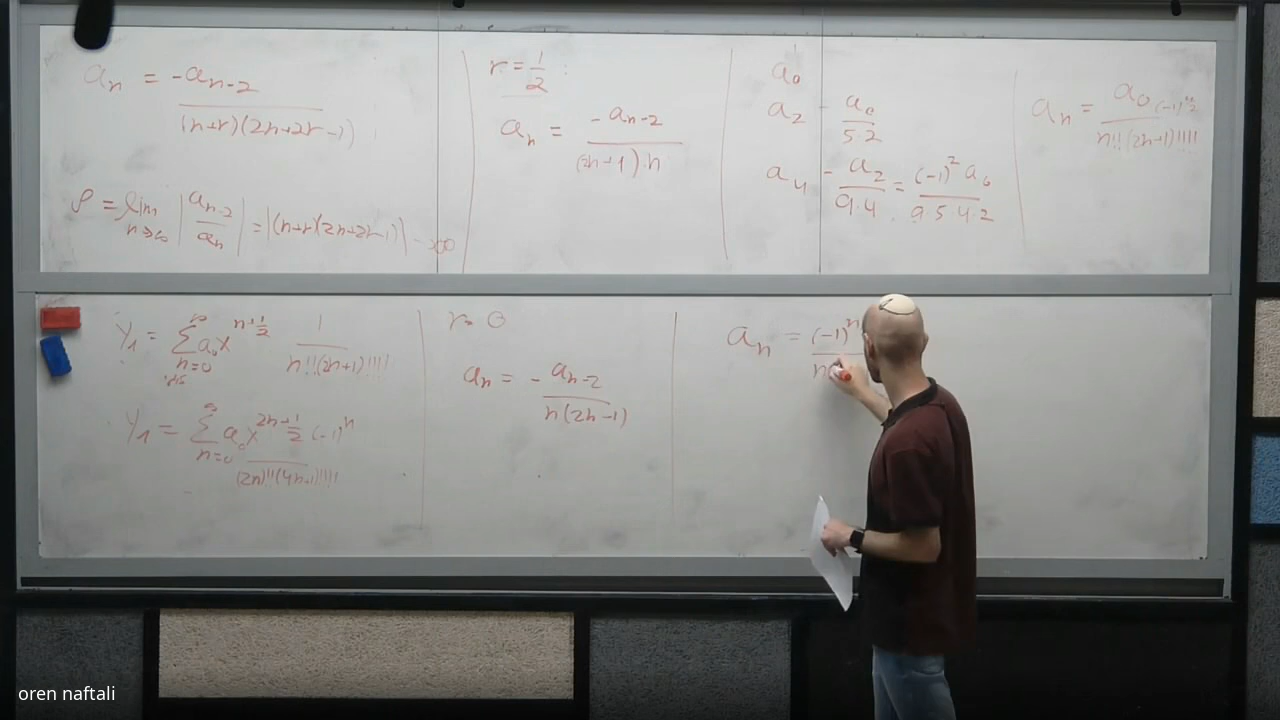 aₙ = -aₙ₋₂ / (n+r)(2n+2r-1)
ρ = lim n→∞ |aₙ₋₂ / aₙ| = |(n+r)(2n+2r-1)| → ∞
r = 1/2
aₙ = -aₙ₋₂ / (2n+1)·n
a₀
a₂ - a₀ / 5·2
a₄ - a₂ / 9·4 = (-1)² a₀ / 9·5·4·2
aₙ = a₀ (-1)^(n/2) / n!!(2n+1)!!!!
y₁ = ∑ n=0 ∞ a₀x^(n+1/2) 1 / n!!(2n+1)!!!!
y₁ = ∑ n=0 ∞ a₀x^(2n+1/2) (-1)ⁿ / (2n)!!(4n+1)!!!!
r = 0
aₙ = - aₙ₋₂ / n(2n-1)
aₙ = (-1)ⁿ / n
oren naftali